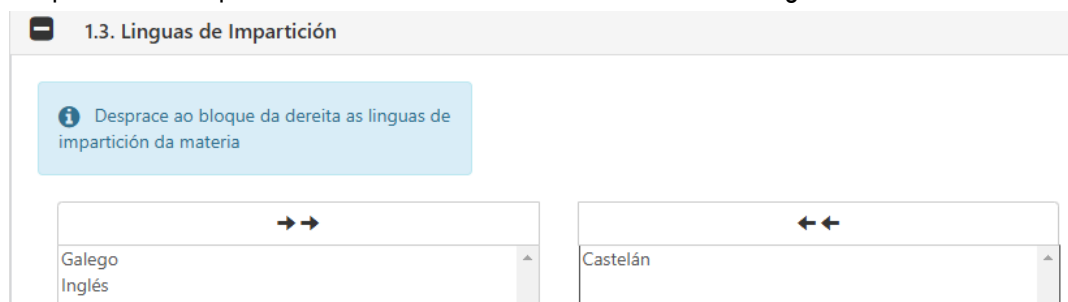 1.3. Linguas de Impartición
Desprace ao bloque da dereita as linguas de
impartición da materia
Galego
Castelán
Inglés